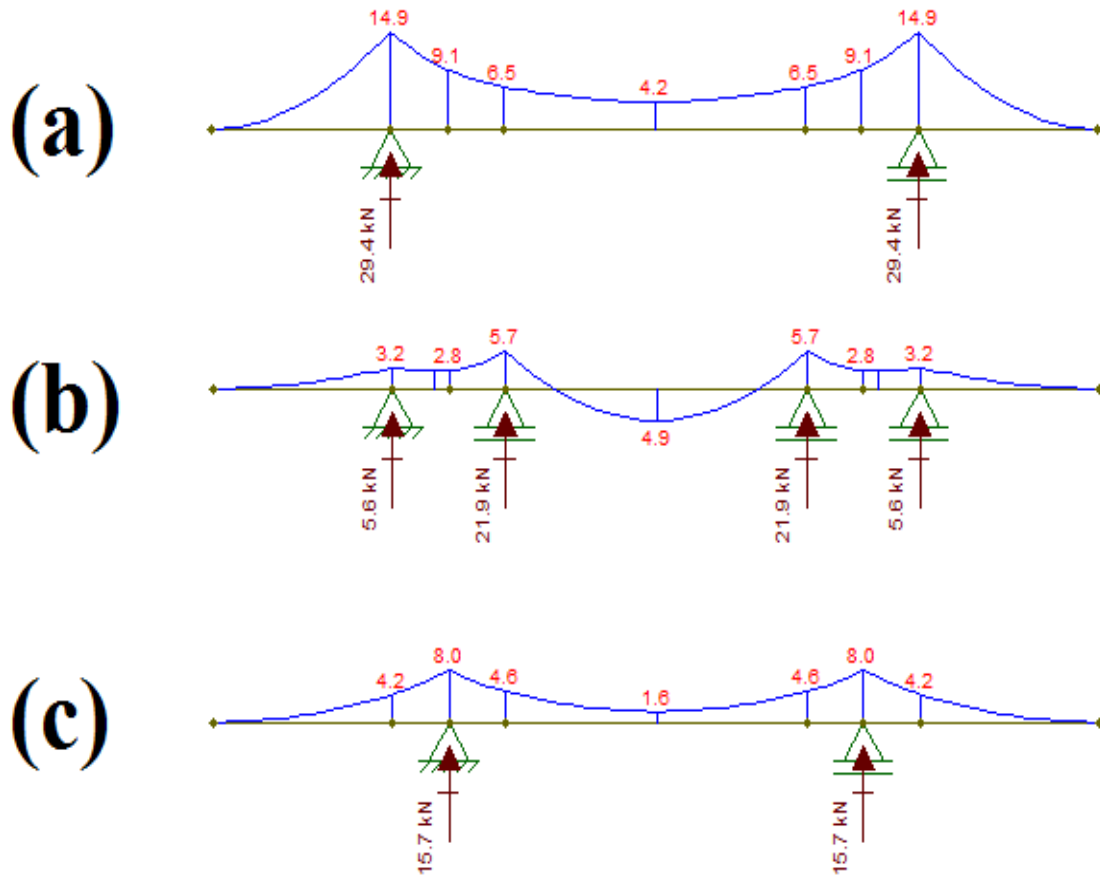 (a)
14.9 14.9
9.1 9.1
6.5 6.5
4.2
29.4 kN 29.4 kN
(b)
5.7 5.7
3.2 2.8 2.8 3.2
4.9
5.6 kN 21.9 kN 21.9 kN 5.6 kN
(c)
8.0 8.0
4.2 4.6 4.6 4.2
1.6
15.7 kN 15.7 kN